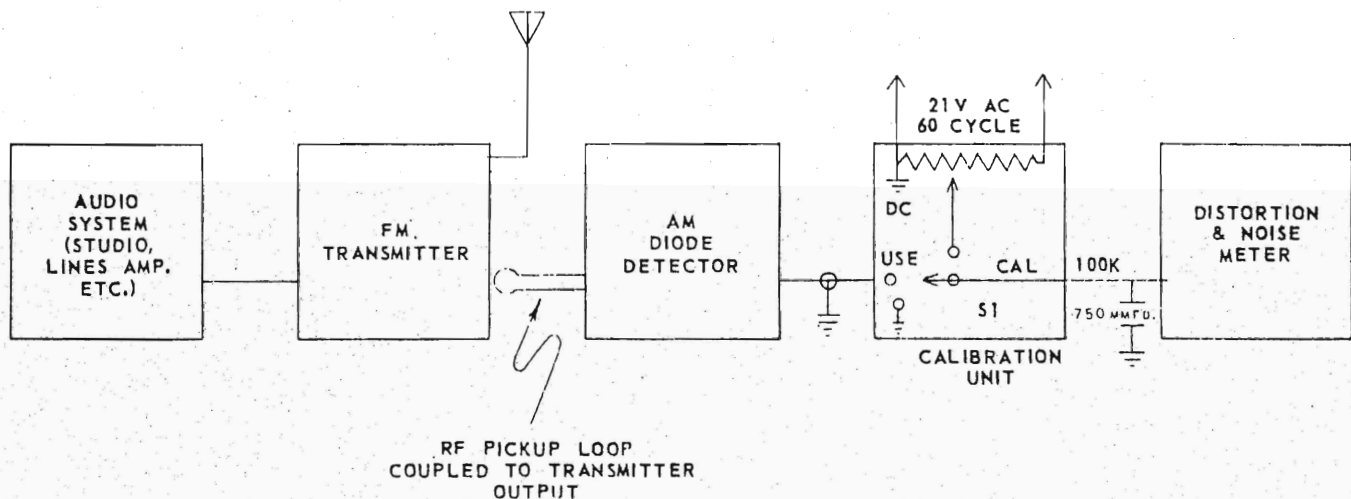 AUDIO
SYSTEM
(STUDIO,
LINES AMP.
ETC.)
FM.
TRANSMITTER
AM
DIODE
DETECTOR
21V AC
60 CYCLE
DC
USE
CAL
S1
CALIBRATION
UNIT
100K
750 MMFD.
DISTORTION
& NOISE
METER
RF PICKUP LOOP
COUPLED TO TRANSMITTER
OUTPUT